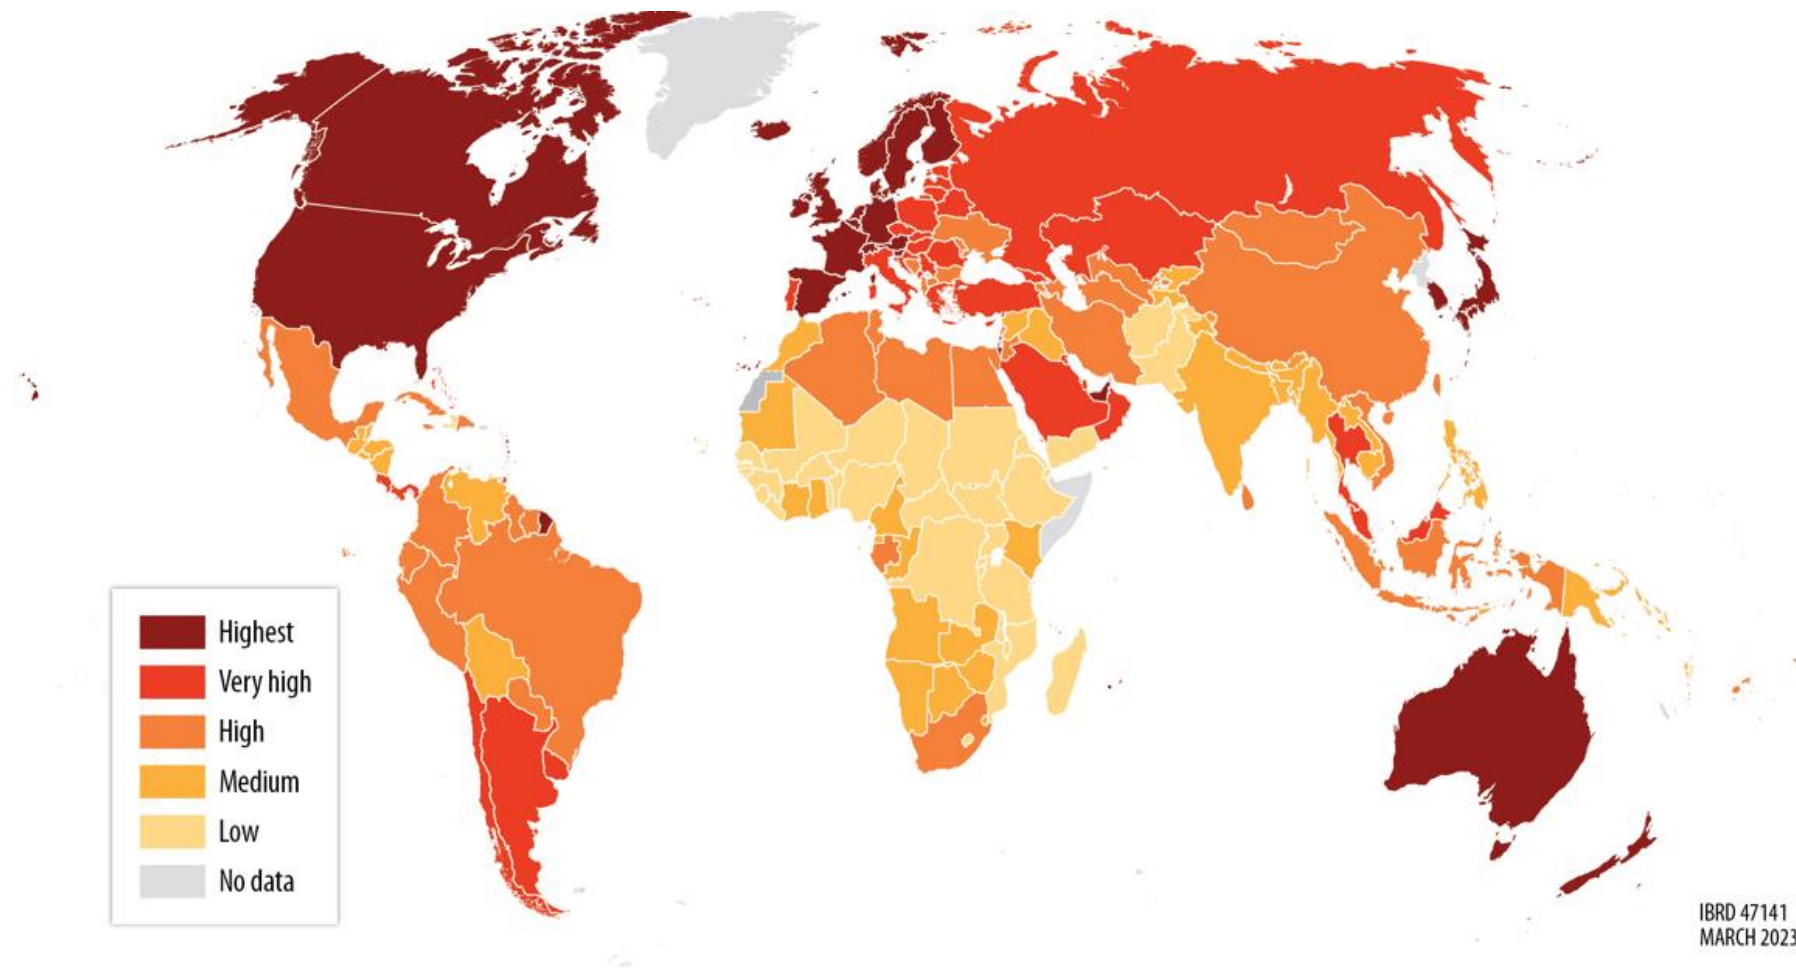 Highest
Very high
High
Medium
Low
No data
IBRD 47141
MARCH 2023